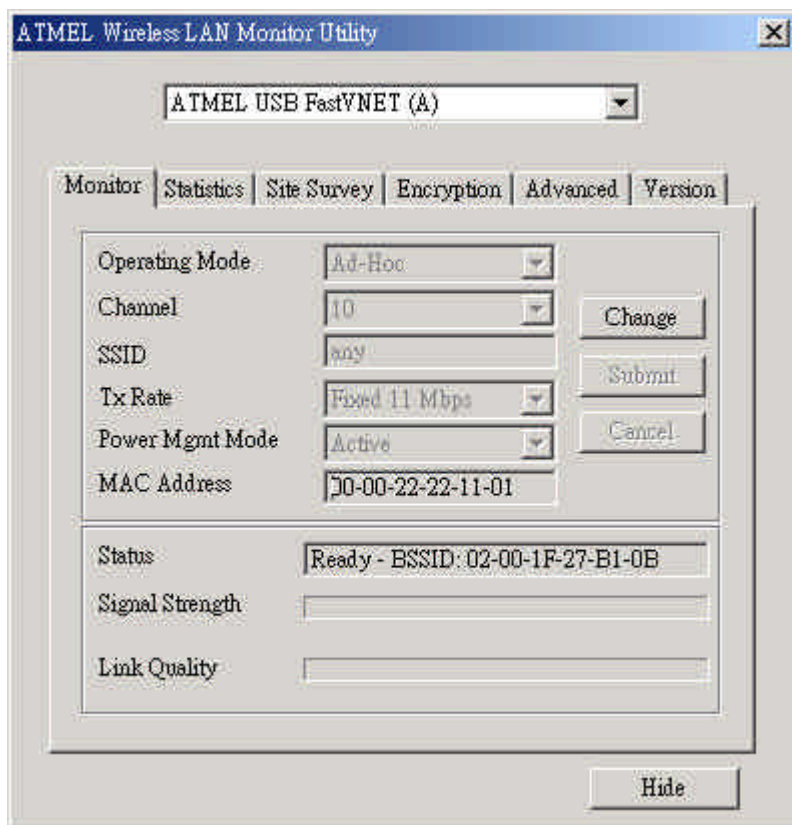 ATMEL Wireless LAN Monitor Utility
ATMEL USB FastVNET (A)
Monitor Statistics Site Survey Encryption Advanced Version
Operating Mode Ad-Hoc
Channel 10
Change
SSID any
Submit
Tx Rate Fixed 11 Mbps
Power Mgmt Mode Active
Cancel
MAC Address 00-00-22-22-11-01
Status Ready - BSSID: 02-00-1F-27-B1-0B
Signal Strength
Link Quality
Hide